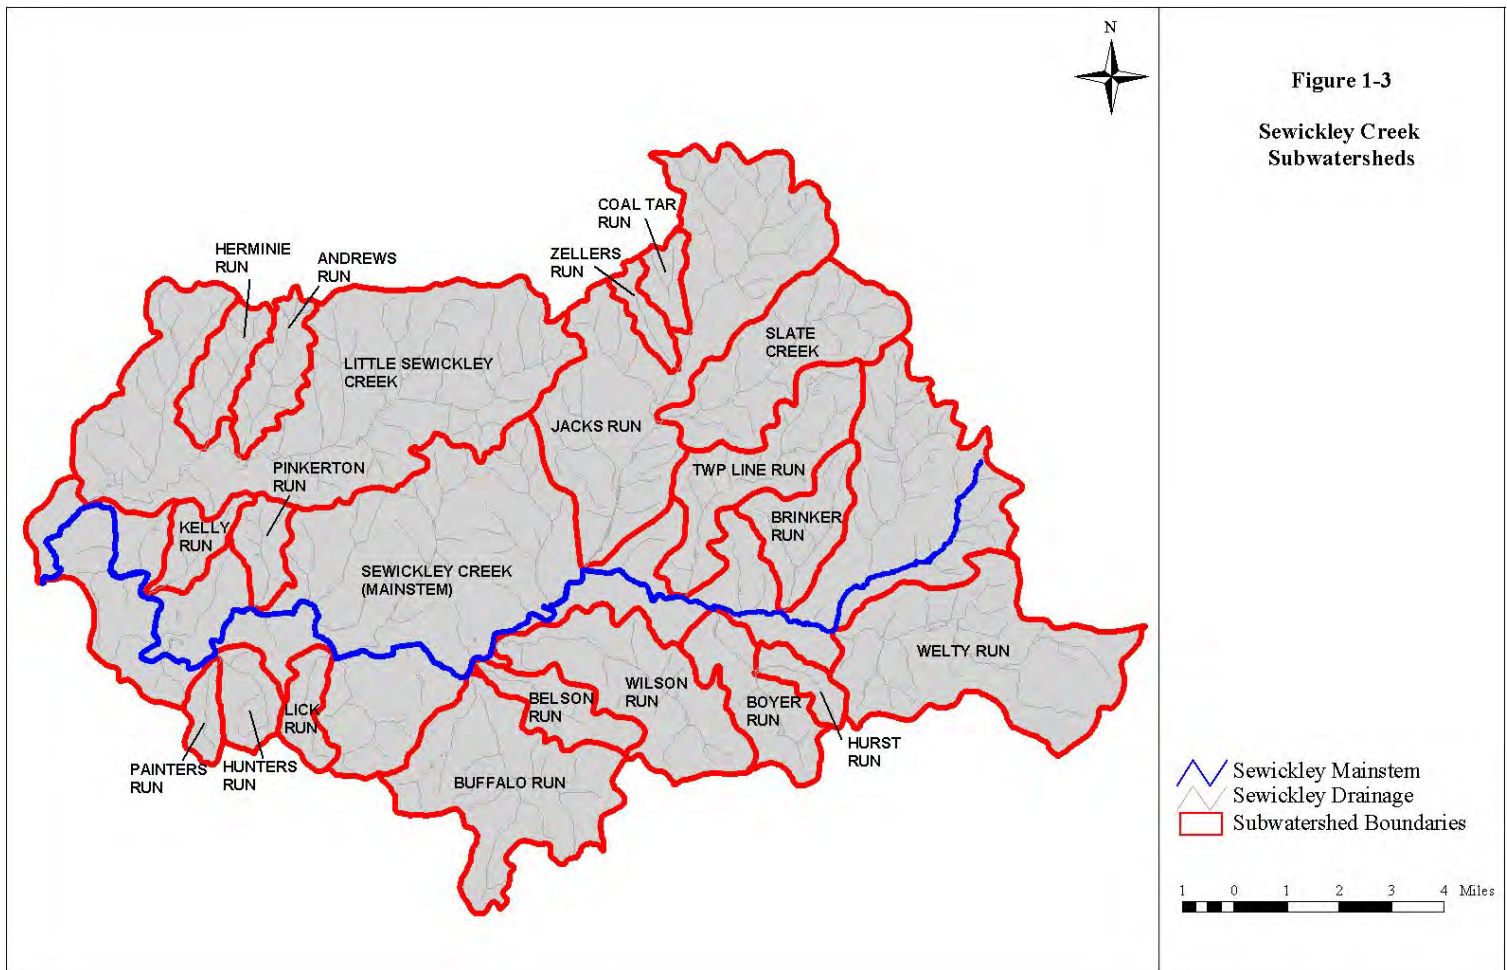 N
Figure 1-3
Sewickley Creek
Subwatersheds
COAL TAR
RUN
HERMINIE
RUN
ANDREWS
RUN
ZELLERS
RUN
SLATE
CREEK
LITTLE SEWICKLEY
CREEK
JACKS RUN
PINKERTON
RUN
TWP LINE RUN
KELLY
RUN
BRINKER
RUN
SEWICKLEY CREEK
(MAINSTEM)
WELTY RUN
WILSON
RUN
BELSON
RUN
BOYER
RUN
LICK
RUN
HURST
RUN
PAINTERS
RUN
HUNTERS
RUN
BUFFALO RUN
Sewickley Mainstem
Sewickley Drainage
Subwatershed Boundaries
1 0 1 2 3 4 Miles